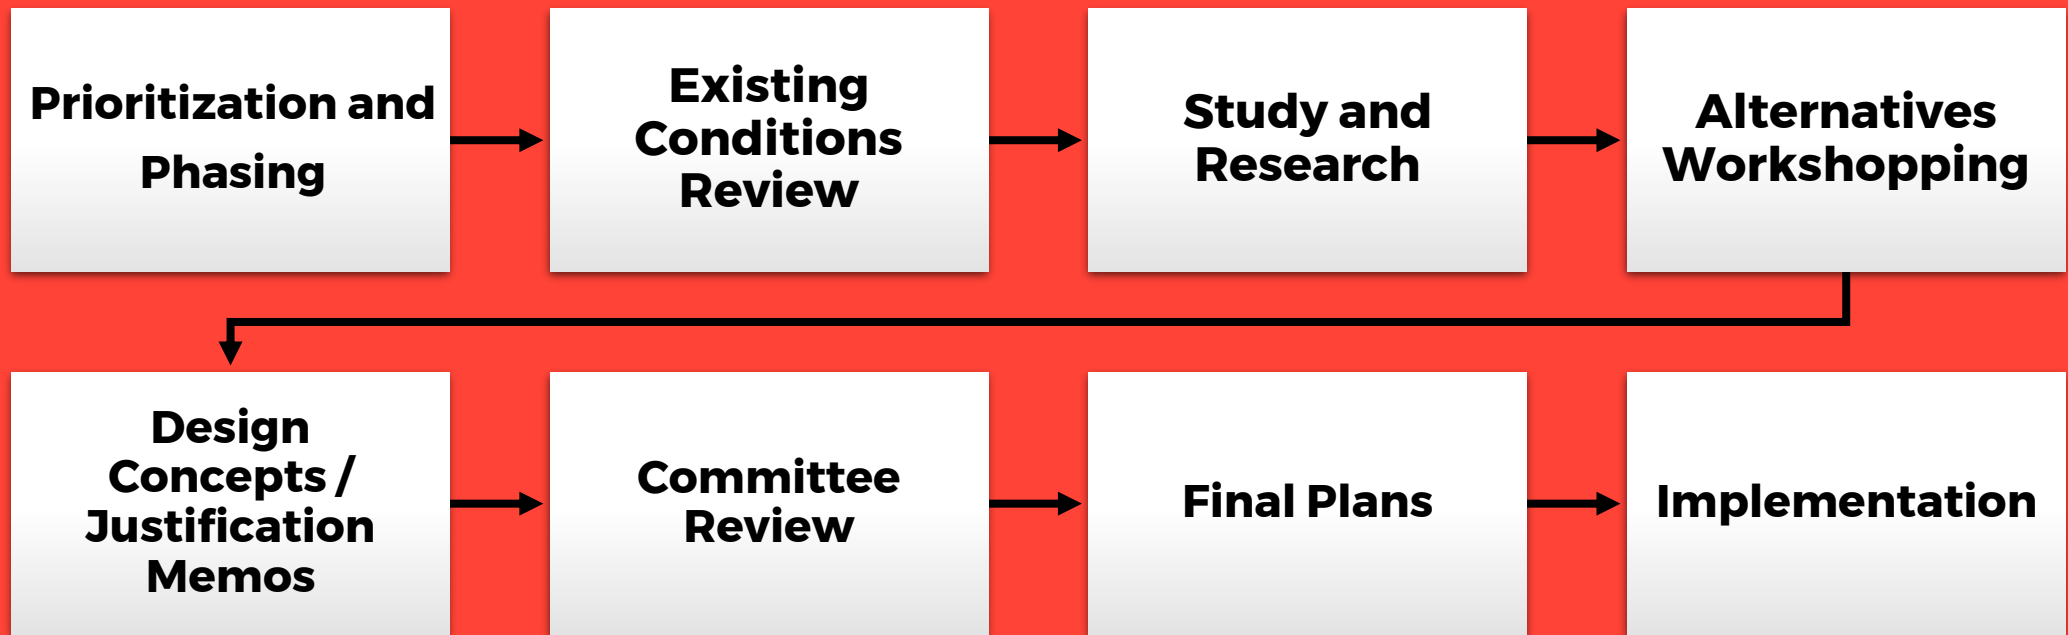 Prioritization and
Phasing
Existing
Conditions
Review
Study and
Research
Alternatives
Workshopping
Design
Concepts /
Justification
Memos
Committee
Review
Final Plans
Implementation